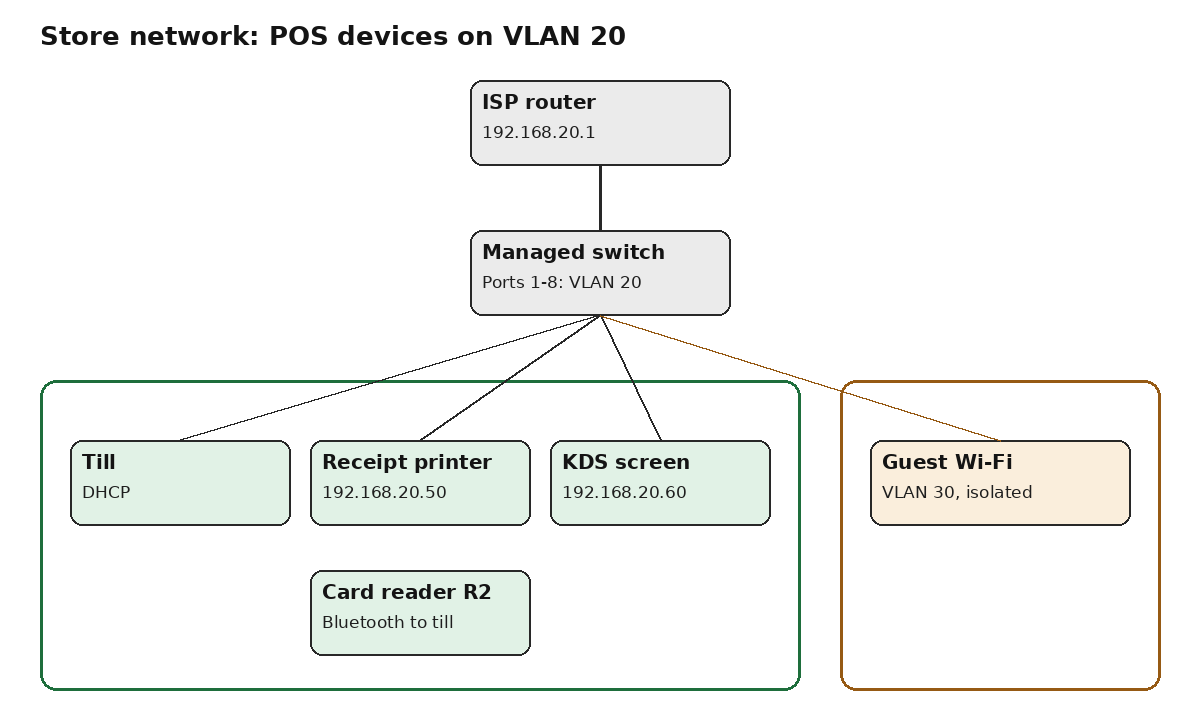 Store network: POS devices on VLAN 20
ISP router
192.168.20.1
Managed switch
Ports 1-8: VLAN 20
Till
DHCP
Receipt printer
192.168.20.50
KDS screen
192.168.20.60
Guest Wi-Fi
VLAN 30, isolated
Card reader R2
Bluetooth to till